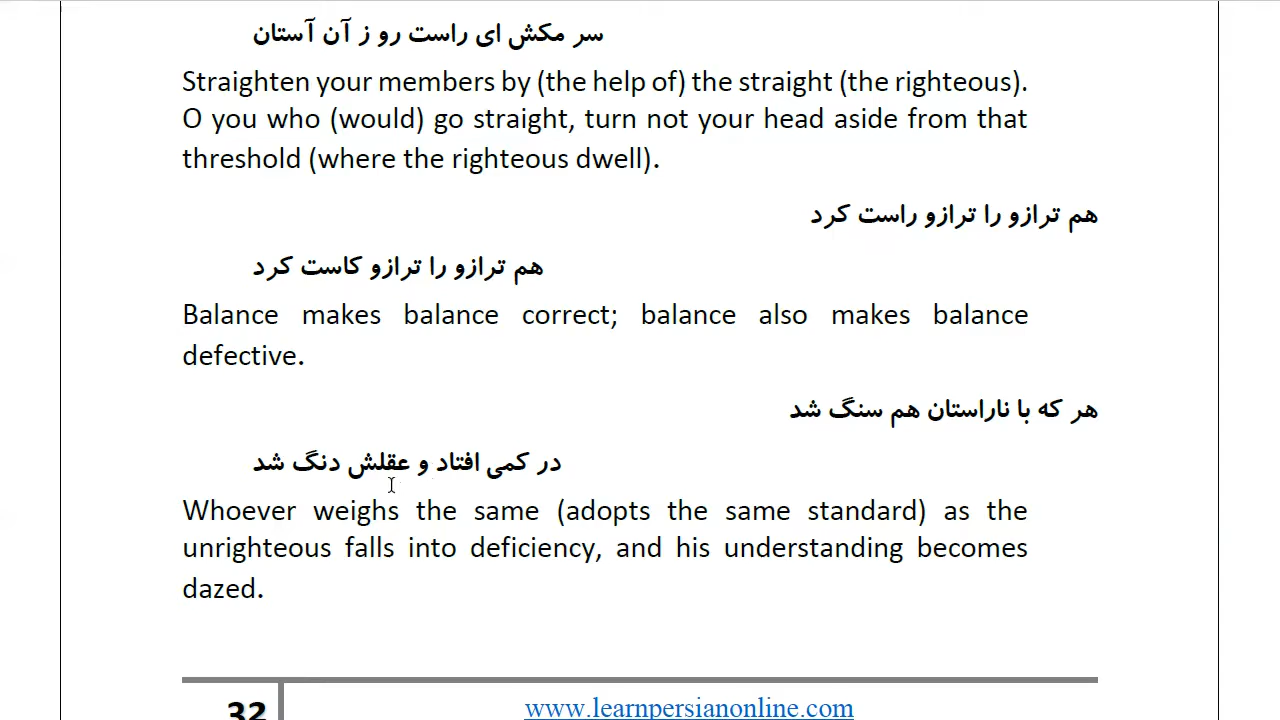 سر مکش ای راست رو ز آن آستان
Straighten your members by (the help of) the straight (the righteous).
O you who (would) go straight, turn not your head aside from that
threshold (where the righteous dwell).
هم ترازو را ترازو راست کرد
هم ترازو را ترازو کاست کرد
Balance makes balance correct; balance also makes balance
defective.
هر که با ناراستان هم سنگ شد
در کمی افتاد و عقلش دنگ شد
Whoever weighs the same (adopts the same standard) as the
unrighteous falls into deficiency, and his understanding becomes
dazed.
32
www.learnpersianonline.com